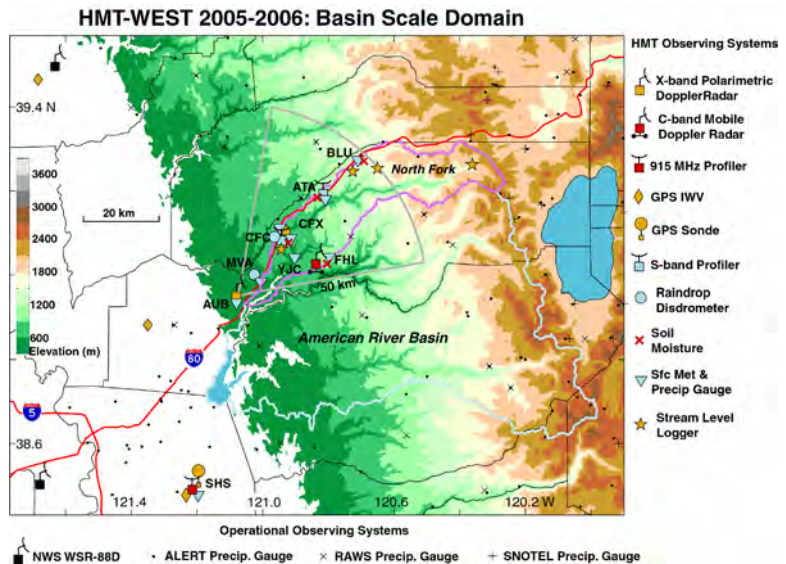 HMT-WEST 2005-2006: Basin Scale Domain
HMT Observing Systems
39.4 N
38.6
3600
3000
2400
1800
1200
600
Elevation (m)
20 km
BLU
North Fork
ATA
CFX
CFC
MVA
YJC
FHL
50 km
AUB
American River Basin
80
5
SHS
121.4
121.0
120.6
120.2 W
X-band Polarimetric
DopplerRadar
C-band Mobile
Doppler Radar
915 MHz Profiler
GPS IWV
GPS Sonde
S-band Profiler
Raindrop
Disdrometer
Soil
Moisture
Sfc Met &
Precip Gauge
Stream Level
Logger
Operational Observing Systems
NWS WSR-88D
ALERT Precip. Gauge
RAWS Precip. Gauge
SNOTEL Precip. Gauge